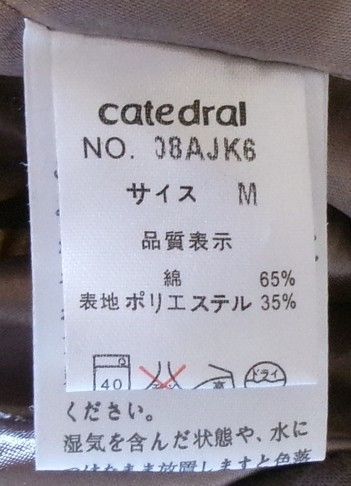 catedral
NO. 08AJK6
サイズ M
品質表示
綿 65%
表地 ポリエステル 35%
40 高 ドライ
ください。
湿気を含んだ状態や、水に